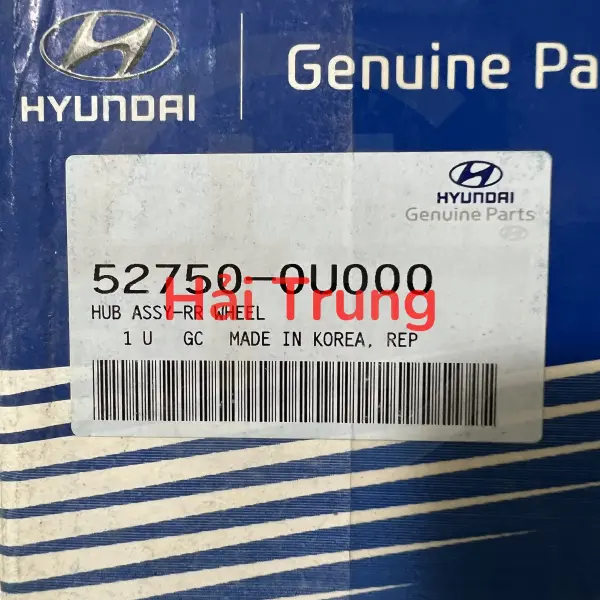 HYUNDAI
Genuine Pa
HYUNDAI
Genuine Parts
52750-0U000
Hải Trung
HUB ASSY-RR WHEEL
1 U GC MADE IN KOREA, REP